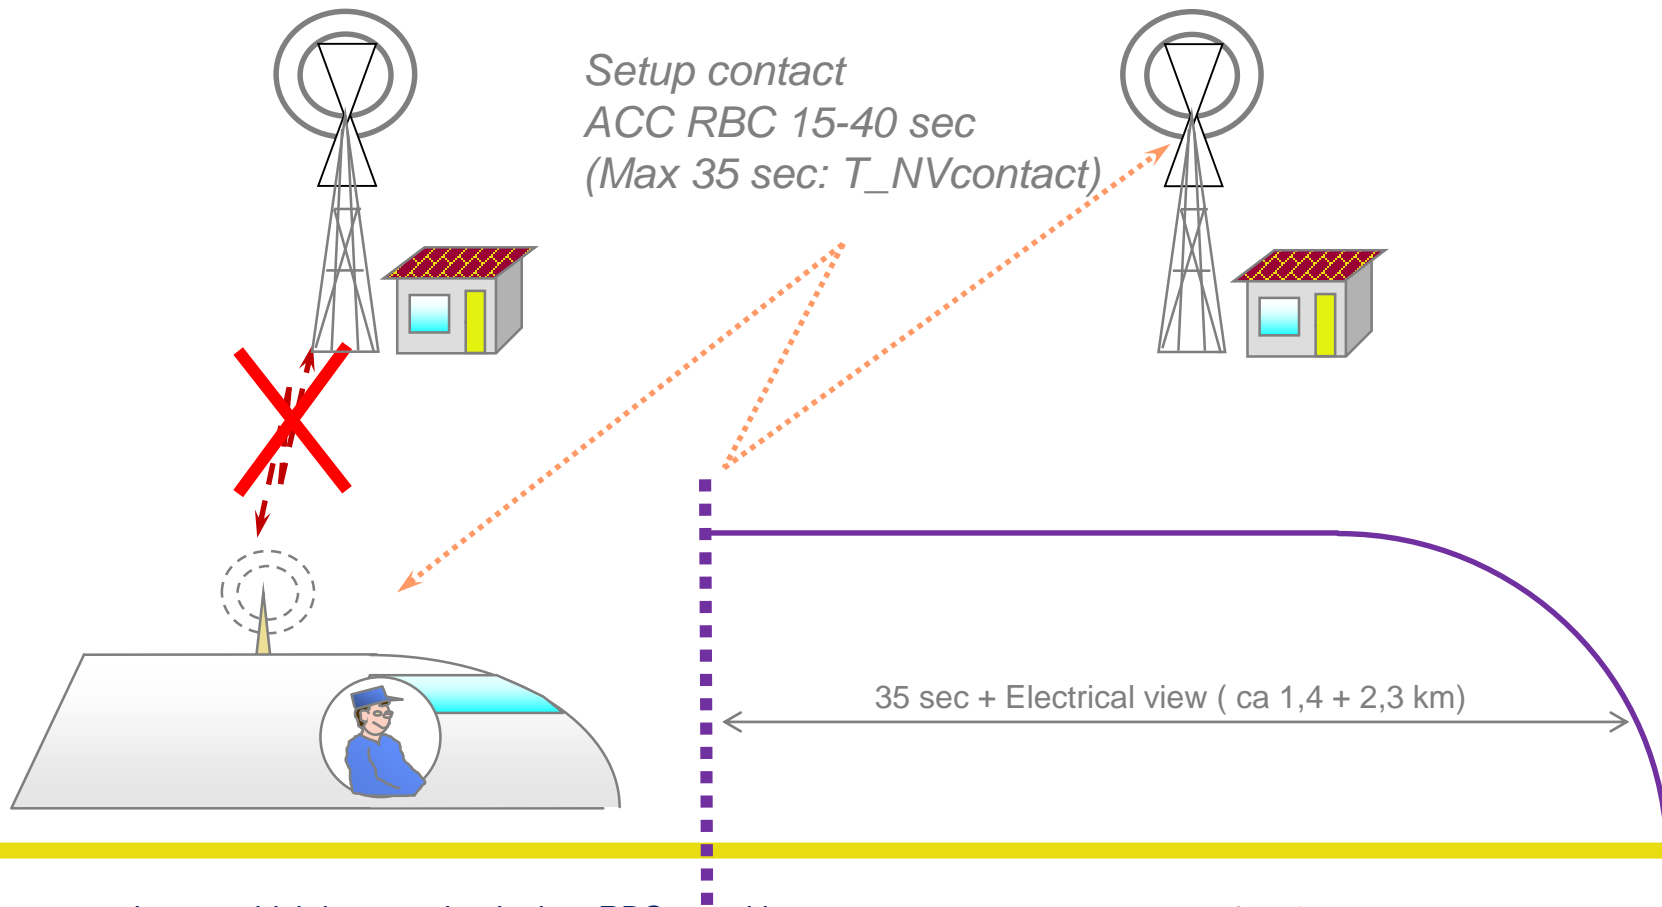 Setup contact
ACC RBC 15-40 sec
(Max 35 sec: T_NVcontact)
35 sec + Electrical view ( ca 1,4 + 2,3 km)
RBC